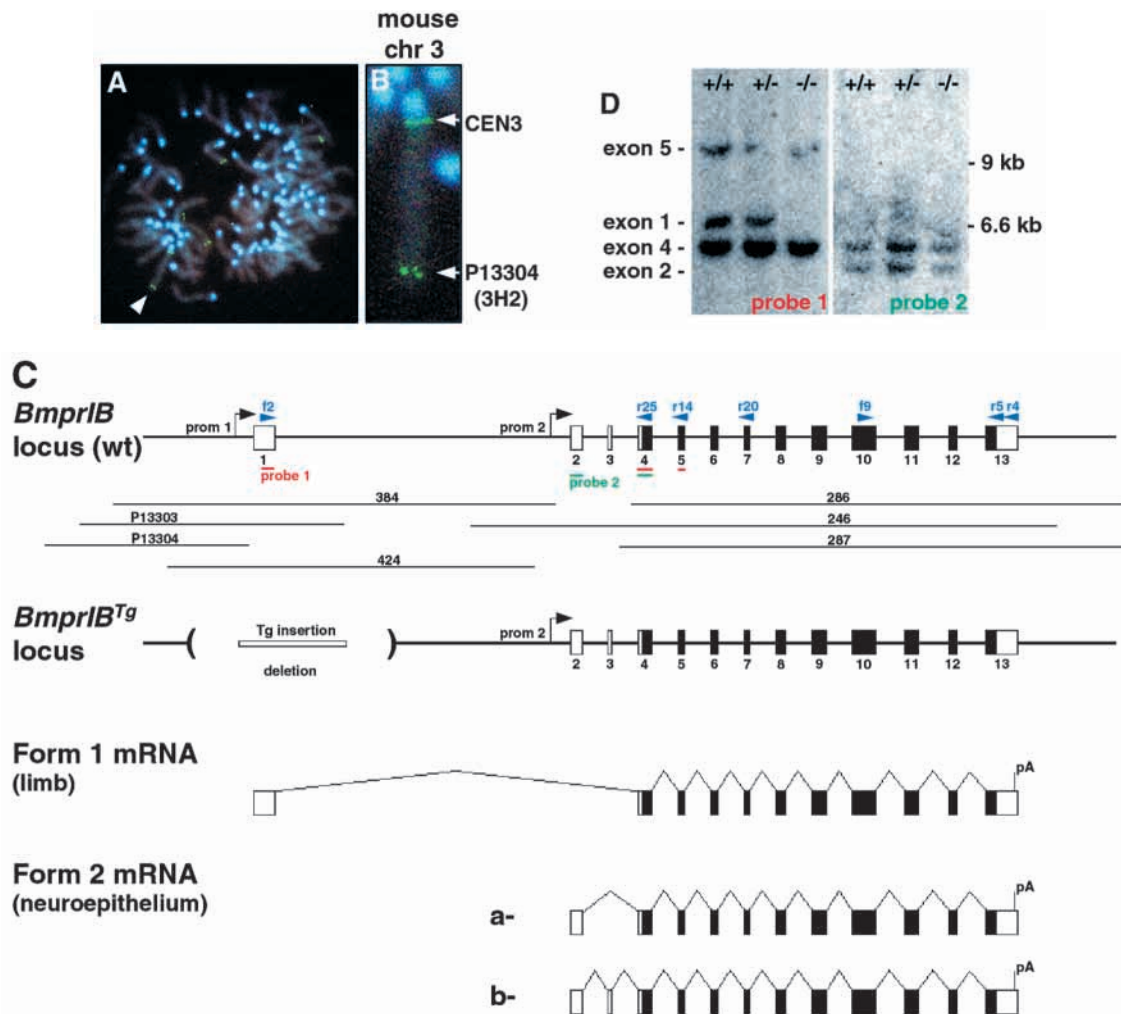 mouse
chr 3
A
B
CEN3
P13304
(3H2)
D
+/+ +/- -/- +/+ +/- -/-
exon 5 -
- 9 kb
exon 1 -
- 6.6 kb
exon 4 -
exon 2 -
probe 1 probe 2
C
BmprIB
locus (wt)
prom 1 f2 prom 2 r25 r14 r20 f9 r5 r4
1 2 3 4 5 6 7 8 9 10 11 12 13
probe 1 probe 2
384 286
P13303 246
P13304 287
424
BmprIBTg
locus
( Tg insertion ) prom 2
deletion
2 3 4 5 6 7 8 9 10 11 12 13
Form 1 mRNA
(limb)
pA
Form 2 mRNA
(neuroepithelium)
a-
pA
b-
pA